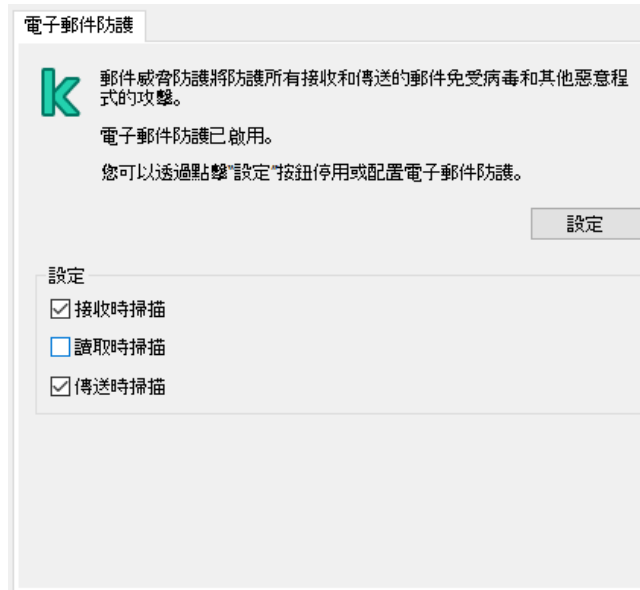 電子郵件防護
郵件威脅防護將防護所有接收和傳送的郵件免受病毒和其他惡意程
式的攻擊。
電子郵件防護已啟用。
您可以透過點擊"設定"按鈕停用或配置電子郵件防護。
設定
設定
接收時掃描
讀取時掃描
傳送時掃描